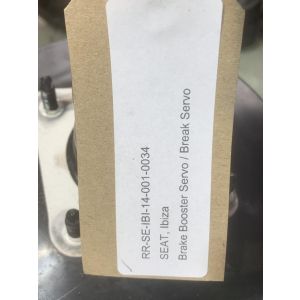 RR-SE-IBI-14-001-0034
SEAT, Ibiza
Brake Booster Servo / Break Servo